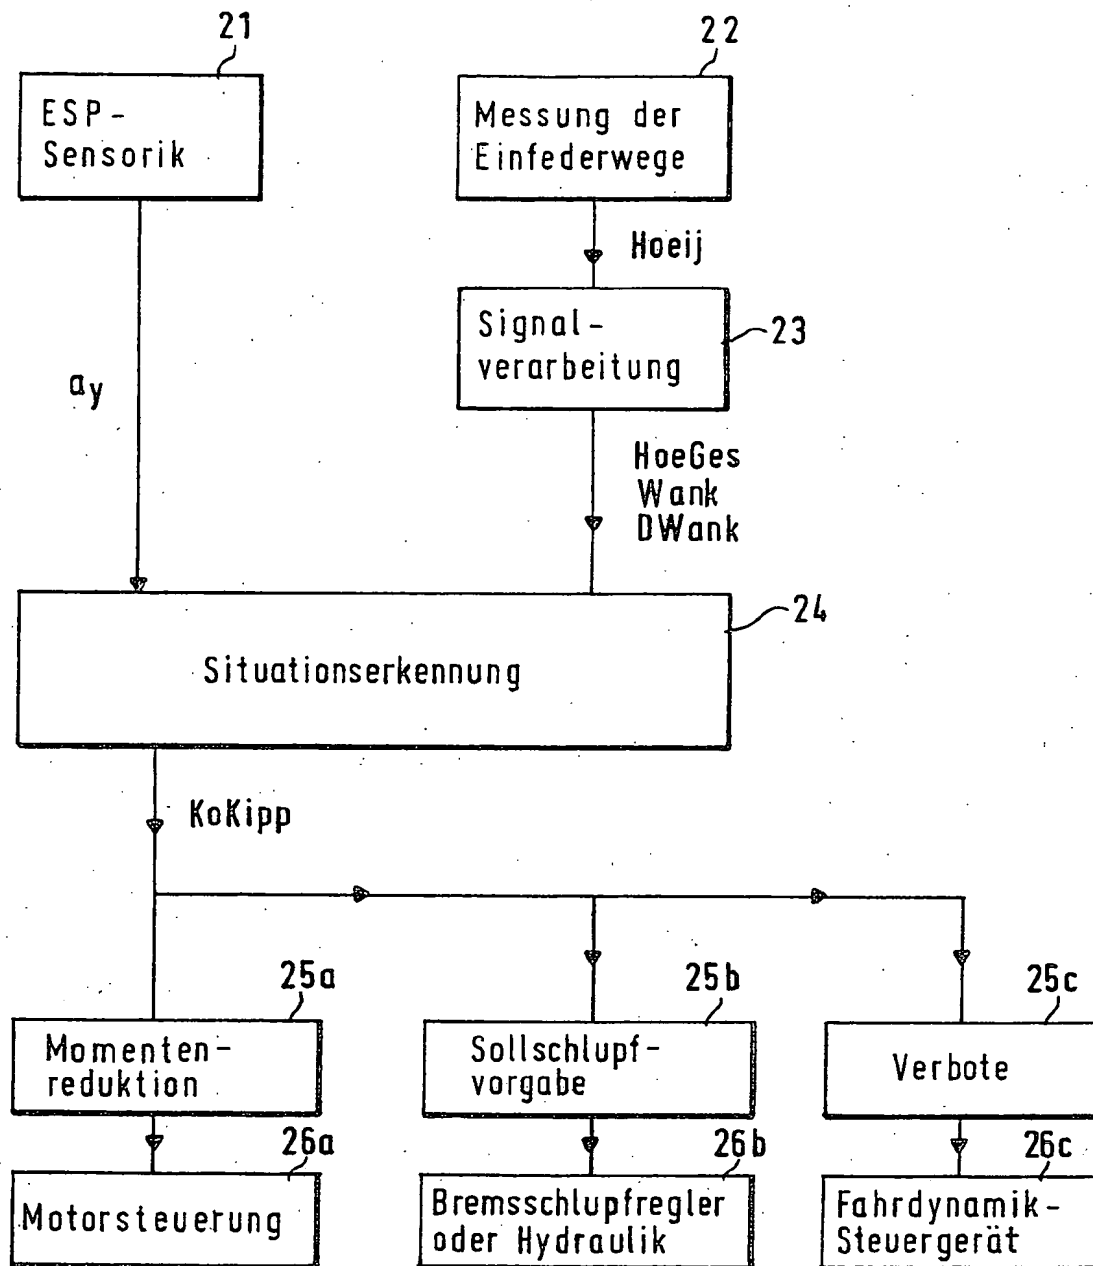 21
ESP-
Sensorik
22
Messung der
Einfederwege
Hoeij
Signal-
verarbeitung
23
ay
HoeGes
Wank
DWank
24
Situationserkennung
KoKipp
25a
Momenten-
reduktion
25b
Sollschlupf-
vorgabe
25c
Verbote
26a
Motorsteuerung
26b
Bremsschlupfregler
oder Hydraulik
26c
Fahrdynamik-
Steuergerät